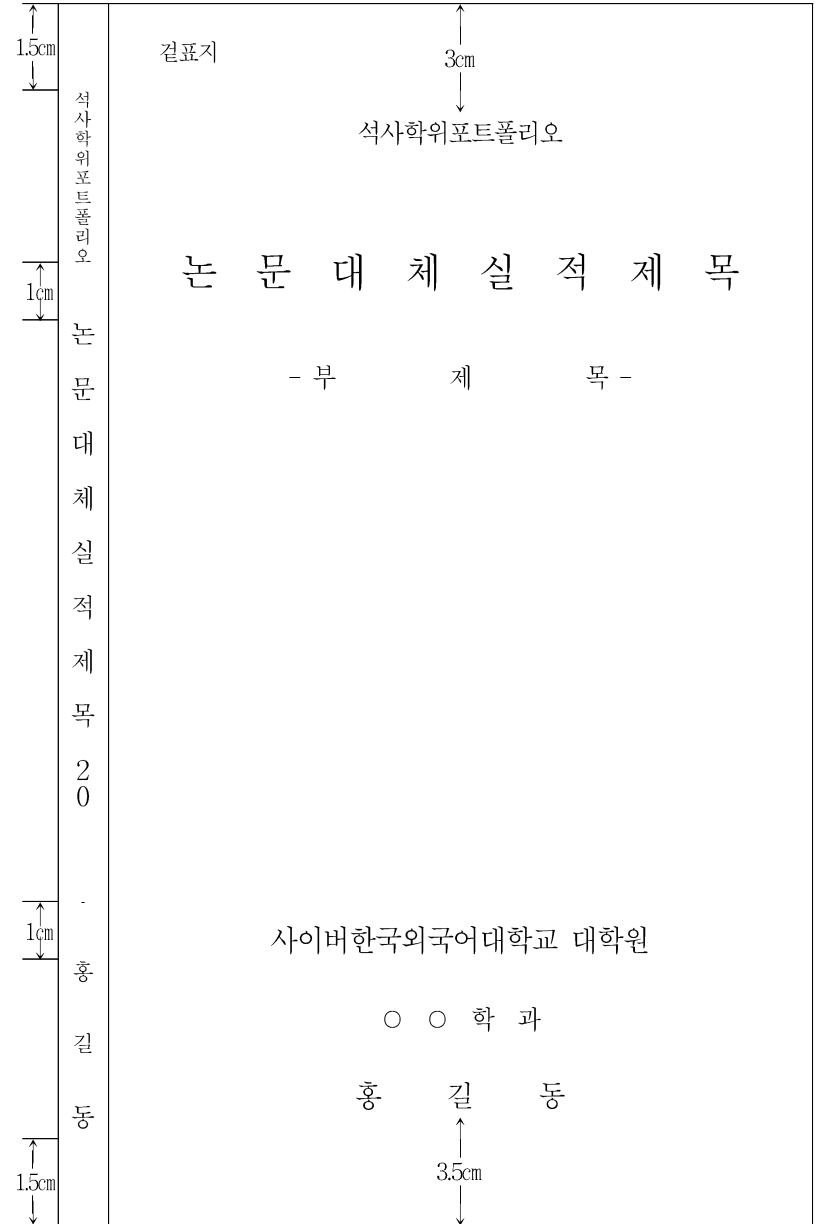 1.5cm
겉표지
3cm
석사학위포트폴리오
석사학위포트폴리오
논 문 대 체 실 적 제 목
1cm
논문대체실적제목
20
- 부 제 목 -
-
1cm
사이버한국외국어대학교 대학원
홍길동
○ ○ 학 과
홍 길 동
1.5cm
3.5cm